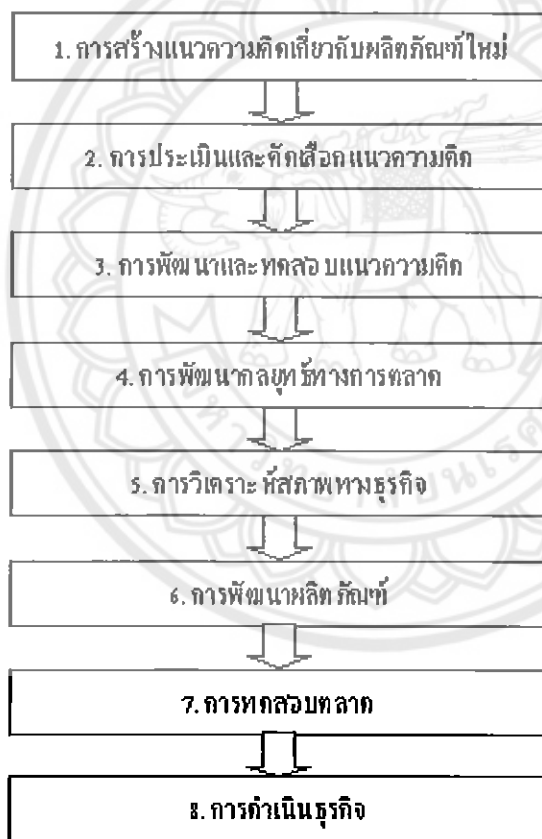 1. การสร้างแนวความคิดเกี่ยวกับผลิตภัณฑ์ใหม่
2. การประเมินและคัดเลือกแนวความคิด
3. การพัฒนาและทดสอบแนวความคิด
4. การพัฒนากลยุทธ์ทางการตลาด
5. การวิเคราะห์สภาพทางธุรกิจ
6. การพัฒนาผลิตภัณฑ์
7. การทดสอบตลาด
8. การดำเนินธุรกิจ